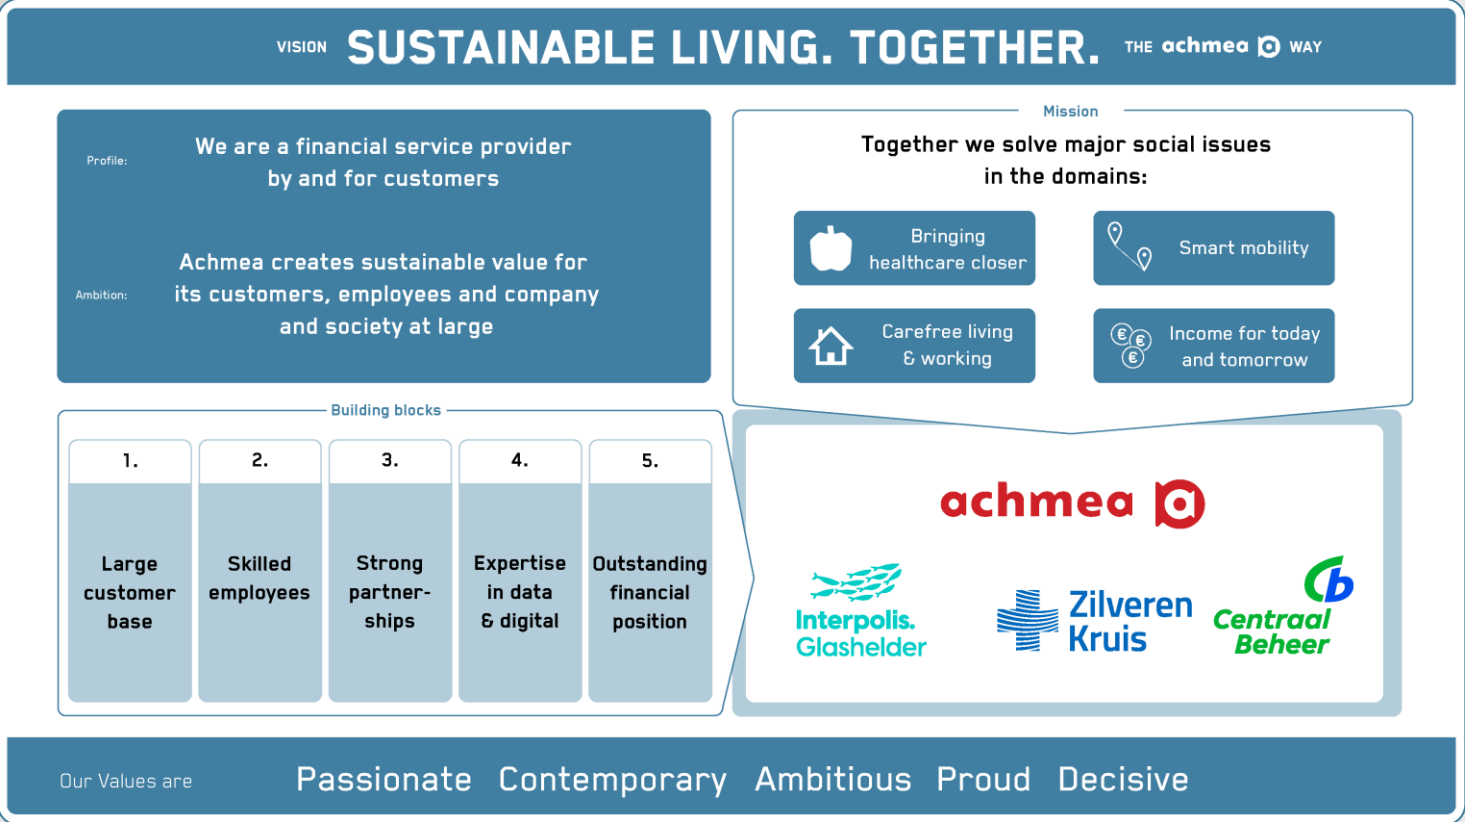 VISION SUSTAINABLE LIVING. TOGETHER. THE achmea WAY
Profile:
We are a financial service provider
by and for customers
Ambition:
Achmea creates sustainable value for
its customers, employees and company
and society at large
Mission
Together we solve major social issues
in the domains:
Bringing
healthcare closer
Smart mobility
Carefree living
& working
€ € €
Income for today
and tomorrow
Building blocks
1.
Large
customer
base
2.
Skilled
employees
3.
Strong
partner-
ships
4.
Expertise
in data
& digital
5.
Outstanding
financial
position
achmea a
Interpolis.
Glashelder
Zilveren
Kruis
Cb
Centraal
Beheer
Our Values are Passionate Contemporary Ambitious Proud Decisive